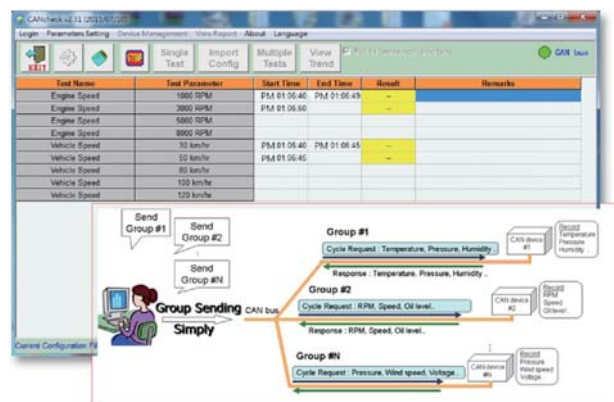 CANcheck v2.31 (2015/07/10)
Login Parameters Setting Device Management View Report About Language
EXIT STOP Single Test Import Config Multiple Tests View Trend CAN bus
Test Name Test Parameter Start Time End Time Result Remarks
Engine Speed 1000 RPM PM 01:06:40 PM 01:06:49 --
Engine Speed 3000 RPM PM 01:06:50 --
Engine Speed 5000 RPM
Engine Speed 8000 RPM
Vehicle Speed 30 km/hr PM 01:06:40 PM 01:06:45 --
Vehicle Speed 50 km/hr PM 01:06:45 --
Vehicle Speed 80 km/hr
Vehicle Speed 100 km/hr
Vehicle Speed 120 km/hr
Current Configuration
Send
Group #1
Send
Group #2
Send
Group #N
Group Sending
Simply
CAN bus
Group #1
Cycle Request : Temperature, Pressure, Humidity
Response : Temperature, Pressure, Humidity ..
CAN device
#1
Record
Temperature
Pressure
Humidity ..
Group #2
Cycle Request : RPM, Speed, Oil level..
Response : RPM, Speed, Oil level..
CAN device
#2
Record
RPM
Speed
Oil level ..
Group #N
Cycle Request : Pressure, Wind speed, Voltage..
CAN device
#N
Record
Pressure
Wind speed
Voltage ..